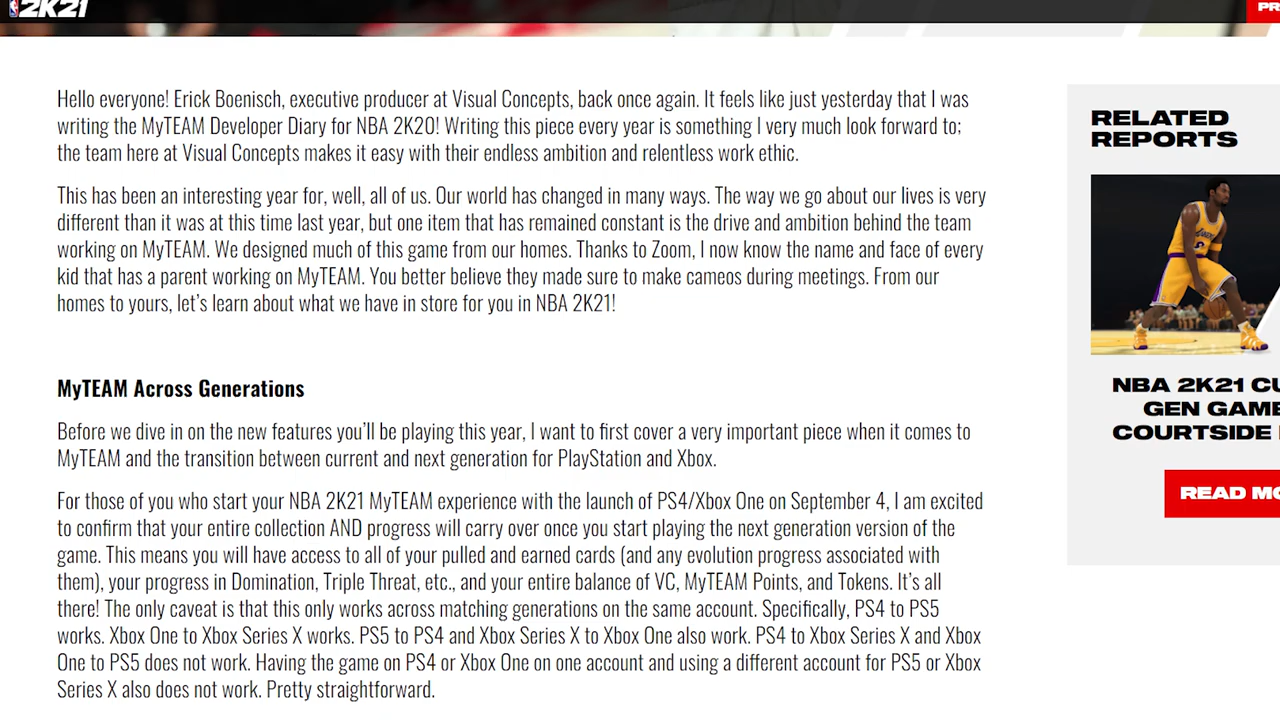 2K21
PR
Hello everyone! Erick Boenisch, executive producer at Visual Concepts, back once again. It feels like just yesterday that I was
writing the MyTEAM Developer Diary for NBA 2K20! Writing this piece every year is something I very much look forward to;
the team here at Visual Concepts makes it easy with their endless ambition and relentless work ethic.
This has been an interesting year for, well, all of us. Our world has changed in many ways. The way we go about our lives is very
different than it was at this time last year, but one item that has remained constant is the drive and ambition behind the team
working on MyTEAM. We designed much of this game from our homes. Thanks to Zoom, I now know the name and face of every
kid that has a parent working on MyTEAM. You better believe they made sure to make cameos during meetings. From our
homes to yours, let's learn about what we have in store for you in NBA 2K21!
MyTEAM Across Generations
Before we dive in on the new features you'll be playing this year, I want to first cover a very important piece when it comes to
MyTEAM and the transition between current and next generation for PlayStation and Xbox.
For those of you who start your NBA 2K21 MyTEAM experience with the launch of PS4/Xbox One on September 4, I am excited
to confirm that your entire collection AND progress will carry over once you start playing the next generation version of the
game. This means you will have access to all of your pulled and earned cards (and any evolution progress associated with
them), your progress in Domination, Triple Threat, etc., and your entire balance of VC, MyTEAM Points, and Tokens. It's all
there! The only caveat is that this only works across matching generations on the same account. Specifically, PS4 to PS5
works. Xbox One to Xbox Series X works. PS5 to PS4 and Xbox Series X to Xbox One also work. PS4 to Xbox Series X and Xbox
One to PS5 does not work. Having the game on PS4 or Xbox One on one account and using a different account for PS5 or Xbox
Series X also does not work. Pretty straightforward.
RELATED
REPORTS
NBA 2K21 CU
GEN GAME
COURTSIDE
READ MO